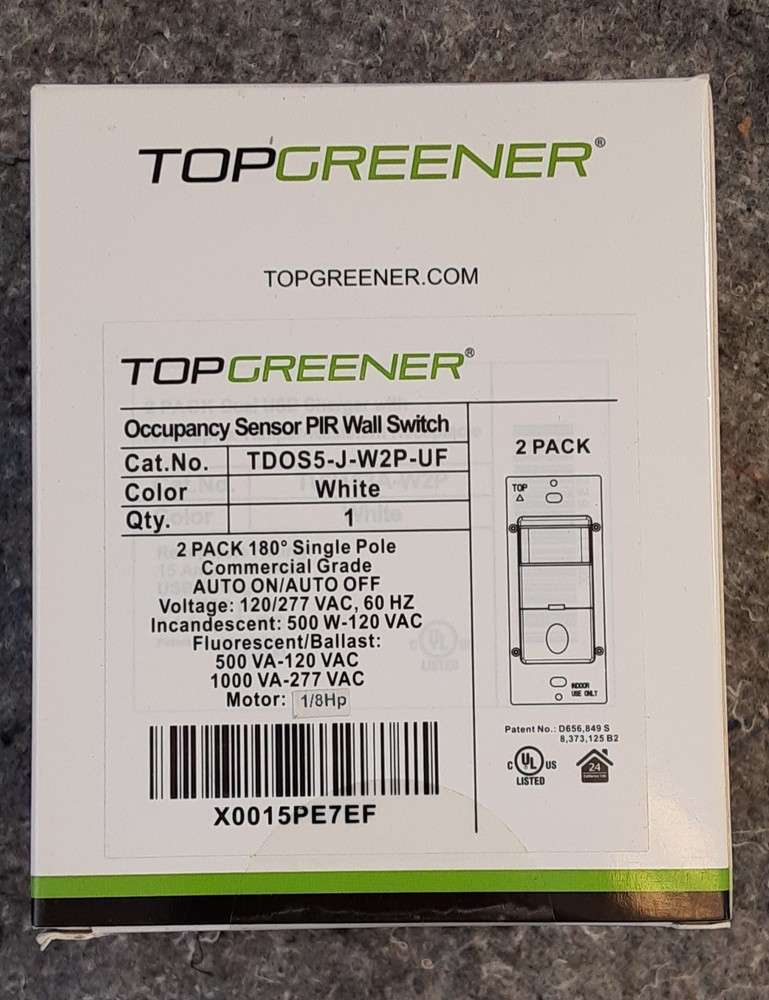 TOPGREENER®
TOPGREENER.COM
TOPGREENER®
Occupancy Sensor PIR Wall Switch
Cat.No. TDOS5-J-W2P-UF
Color White
Qty. 1
2 PACK 180° Single Pole
Commercial Grade
AUTO ON/AUTO OFF
Voltage: 120/277 VAC, 60 HZ
Incandescent: 500 W-120 VAC
Fluorescent/Ballast:
500 VA-120 VAC
1000 VA-277 VAC
Motor: 1/8Hp
X0015PE7EF
2 PACK
TOP
INDOOR
USE ONLY
Patent No.: D656,849 S
8,373,125 B2
C UL US
LISTED
24